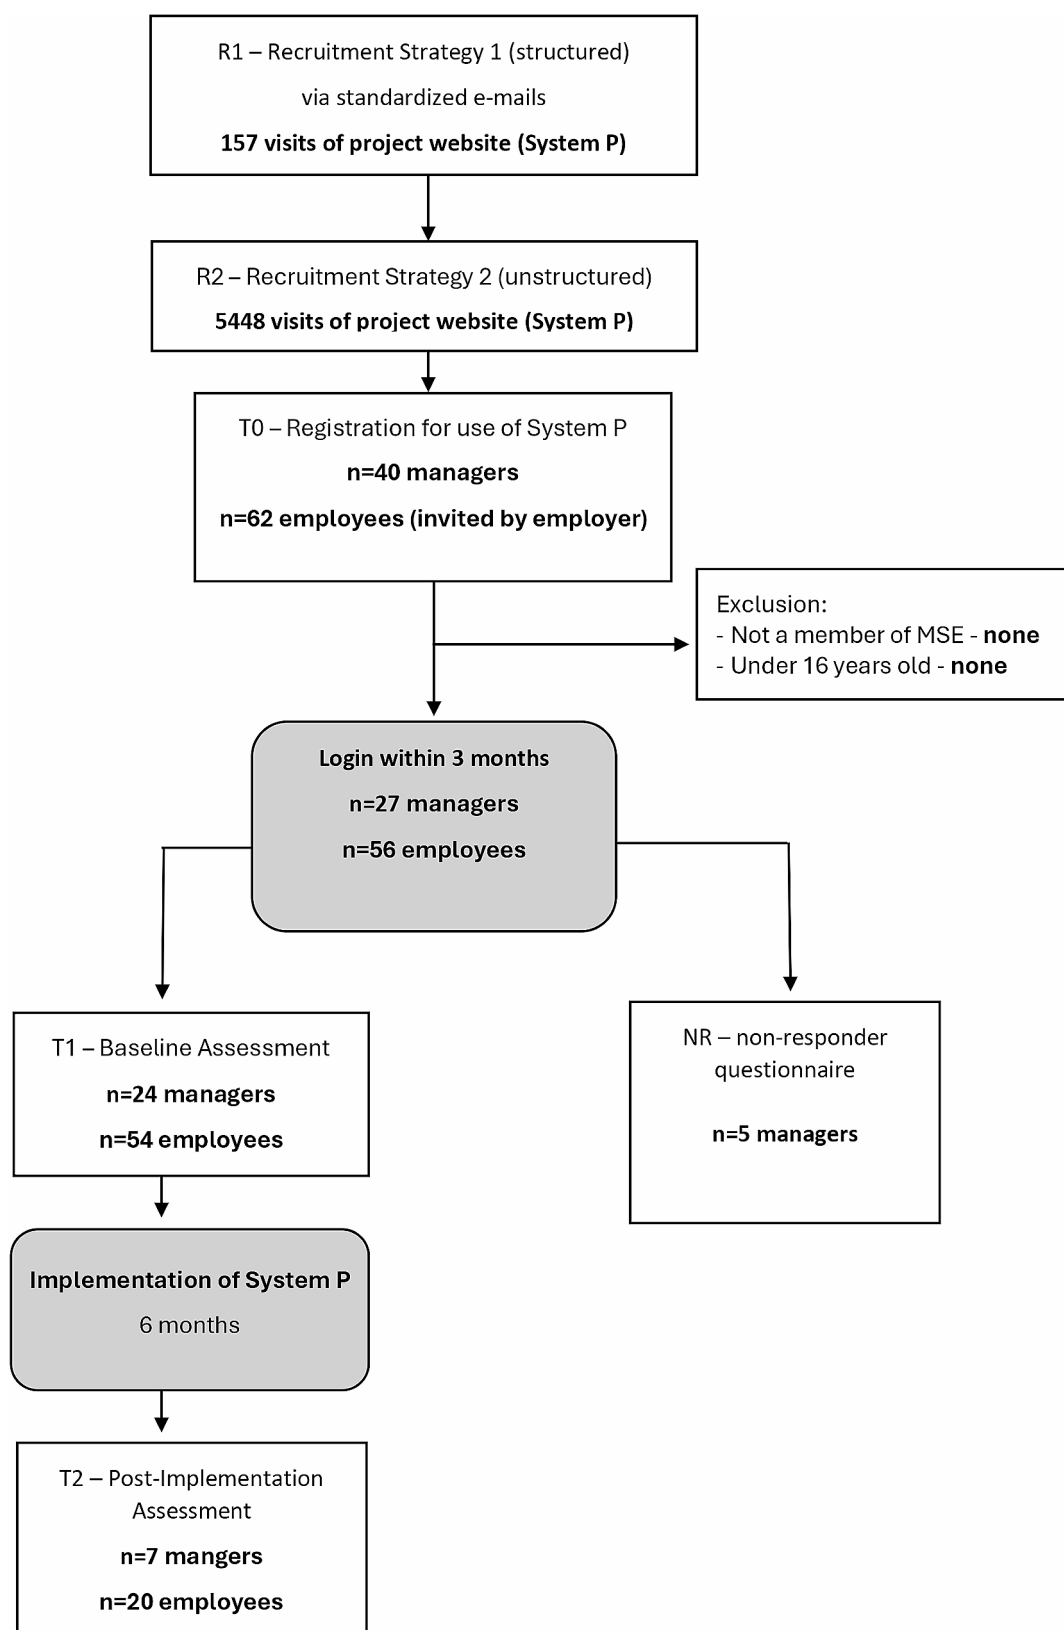 R1 – Recruitment Strategy 1 (structured)
via standardized e-mails
157 visits of project website (System P)
R2 – Recruitment Strategy 2 (unstructured)
5448 visits of project website (System P)
T0 – Registration for use of System P
n=40 managers
n=62 employees (invited by employer)
Exclusion:
- Not a member of MSE - none
- Under 16 years old - none
Login within 3 months
n=27 managers
n=56 employees
T1 – Baseline Assessment
n=24 managers
n=54 employees
NR – non-responder
questionnaire
n=5 managers
Implementation of System P
6 months
T2 – Post-Implementation
Assessment
n=7 mangers
n=20 employees